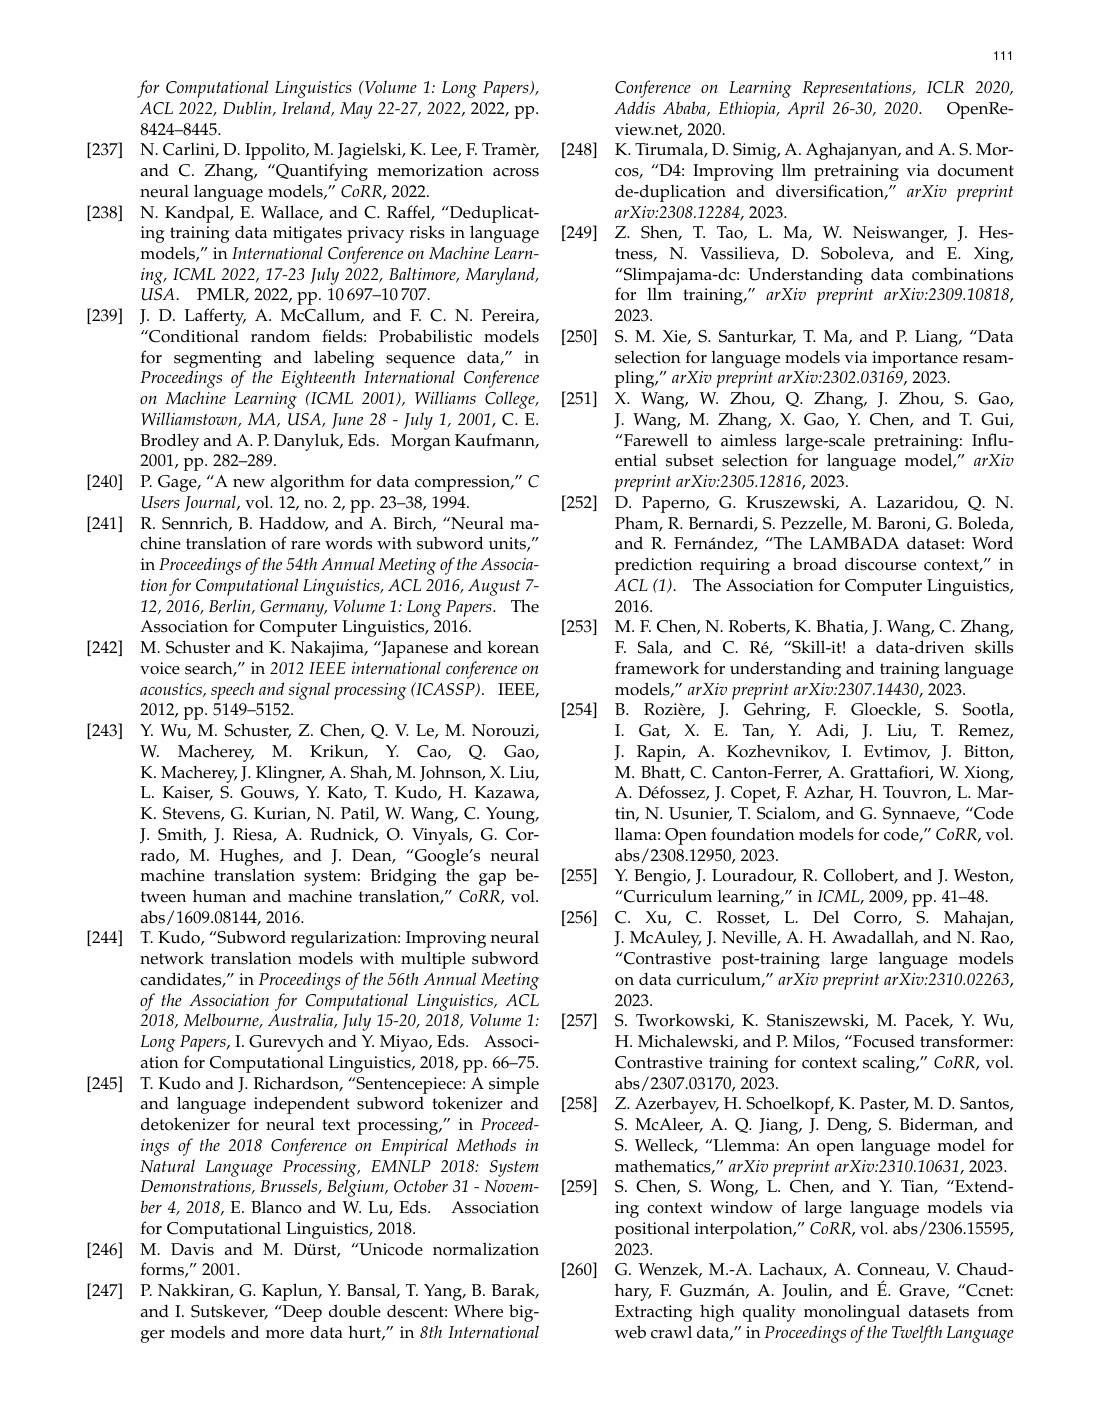 111
for Computational Linguistics (Volume 1: Long Papers),
ACL 2022, Dublin, Ireland, May 22-27, 2022, 2022, pp.
8424–8445.
[237] N. Carlini, D. Ippolito, M. Jagielski, K. Lee, F. Tramèr,
and C. Zhang, “Quantifying memorization across
neural language models,” CoRR, 2022.
[238] N. Kandpal, E. Wallace, and C. Raffel, “Deduplicat-
ing training data mitigates privacy risks in language
models,” in International Conference on Machine Learn-
ing, ICML 2022, 17-23 July 2022, Baltimore, Maryland,
USA. PMLR, 2022, pp. 10 697–10 707.
[239] J. D. Lafferty, A. McCallum, and F. C. N. Pereira,
“Conditional random fields: Probabilistic models
for segmenting and labeling sequence data,” in
Proceedings of the Eighteenth International Conference
on Machine Learning (ICML 2001), Williams College,
Williamstown, MA, USA, June 28 - July 1, 2001, C. E.
Brodley and A. P. Danyluk, Eds. Morgan Kaufmann,
2001, pp. 282–289.
[240] P. Gage, “A new algorithm for data compression,” C
Users Journal, vol. 12, no. 2, pp. 23–38, 1994.
[241] R. Sennrich, B. Haddow, and A. Birch, “Neural ma-
chine translation of rare words with subword units,”
in Proceedings of the 54th Annual Meeting of the Associa-
tion for Computational Linguistics, ACL 2016, August 7-
12, 2016, Berlin, Germany, Volume 1: Long Papers. The
Association for Computer Linguistics, 2016.
[242] M. Schuster and K. Nakajima, “Japanese and korean
voice search,” in 2012 IEEE international conference on
acoustics, speech and signal processing (ICASSP). IEEE,
2012, pp. 5149–5152.
[243] Y. Wu, M. Schuster, Z. Chen, Q. V. Le, M. Norouzi,
W. Macherey, M. Krikun, Y. Cao, Q. Gao,
K. Macherey, J. Klingner, A. Shah, M. Johnson, X. Liu,
L. Kaiser, S. Gouws, Y. Kato, T. Kudo, H. Kazawa,
K. Stevens, G. Kurian, N. Patil, W. Wang, C. Young,
J. Smith, J. Riesa, A. Rudnick, O. Vinyals, G. Cor-
rado, M. Hughes, and J. Dean, “Google’s neural
machine translation system: Bridging the gap be-
tween human and machine translation,” CoRR, vol.
abs/1609.08144, 2016.
[244] T. Kudo, “Subword regularization: Improving neural
network translation models with multiple subword
candidates,” in Proceedings of the 56th Annual Meeting
of the Association for Computational Linguistics, ACL
2018, Melbourne, Australia, July 15-20, 2018, Volume 1:
Long Papers, I. Gurevych and Y. Miyao, Eds. Associ-
ation for Computational Linguistics, 2018, pp. 66–75.
[245] T. Kudo and J. Richardson, “Sentencepiece: A simple
and language independent subword tokenizer and
detokenizer for neural text processing,” in Proceed-
ings of the 2018 Conference on Empirical Methods in
Natural Language Processing, EMNLP 2018: System
Demonstrations, Brussels, Belgium, October 31 - Novem-
ber 4, 2018, E. Blanco and W. Lu, Eds. Association
for Computational Linguistics, 2018.
[246] M. Davis and M. Dürst, “Unicode normalization
forms,” 2001.
[247] P. Nakkiran, G. Kaplun, Y. Bansal, T. Yang, B. Barak,
and I. Sutskever, “Deep double descent: Where big-
ger models and more data hurt,” in 8th International
Conference on Learning Representations, ICLR 2020,
Addis Ababa, Ethiopia, April 26-30, 2020. OpenRe-
view.net, 2020.
[248] K. Tirumala, D. Simig, A. Aghajanyan, and A. S. Mor-
cos, “D4: Improving llm pretraining via document
de-duplication and diversification,” arXiv preprint
arXiv:2308.12284, 2023.
[249] Z. Shen, T. Tao, L. Ma, W. Neiswanger, J. Hes-
tness, N. Vassilieva, D. Soboleva, and E. Xing,
“Slimpajama-dc: Understanding data combinations
for llm training,” arXiv preprint arXiv:2309.10818,
2023.
[250] S. M. Xie, S. Santurkar, T. Ma, and P. Liang, “Data
selection for language models via importance resam-
pling,” arXiv preprint arXiv:2302.03169, 2023.
[251] X. Wang, W. Zhou, Q. Zhang, J. Zhou, S. Gao,
J. Wang, M. Zhang, X. Gao, Y. Chen, and T. Gui,
“Farewell to aimless large-scale pretraining: Influ-
ential subset selection for language model,” arXiv
preprint arXiv:2305.12816, 2023.
[252] D. Paperno, G. Kruszewski, A. Lazaridou, Q. N.
Pham, R. Bernardi, S. Pezzelle, M. Baroni, G. Boleda,
and R. Fernández, “The LAMBADA dataset: Word
prediction requiring a broad discourse context,” in
ACL (1). The Association for Computer Linguistics,
2016.
[253] M. F. Chen, N. Roberts, K. Bhatia, J. Wang, C. Zhang,
F. Sala, and C. Ré, “Skill-it! a data-driven skills
framework for understanding and training language
models,” arXiv preprint arXiv:2307.14430, 2023.
[254] B. Rozière, J. Gehring, F. Gloeckle, S. Sootla,
I. Gat, X. E. Tan, Y. Adi, J. Liu, T. Remez,
J. Rapin, A. Kozhevnikov, I. Evtimov, J. Bitton,
M. Bhatt, C. Canton-Ferrer, A. Grattafiori, W. Xiong,
A. Défossez, J. Copet, F. Azhar, H. Touvron, L. Mar-
tin, N. Usunier, T. Scialom, and G. Synnaeve, “Code
llama: Open foundation models for code,” CoRR, vol.
abs/2308.12950, 2023.
[255] Y. Bengio, J. Louradour, R. Collobert, and J. Weston,
“Curriculum learning,” in ICML, 2009, pp. 41–48.
[256] C. Xu, C. Rosset, L. Del Corro, S. Mahajan,
J. McAuley, J. Neville, A. H. Awadallah, and N. Rao,
“Contrastive post-training large language models
on data curriculum,” arXiv preprint arXiv:2310.02263,
2023.
[257] S. Tworkowski, K. Staniszewski, M. Pacek, Y. Wu,
H. Michalewski, and P. Milos, “Focused transformer:
Contrastive training for context scaling,” CoRR, vol.
abs/2307.03170, 2023.
[258] Z. Azerbayev, H. Schoelkopf, K. Paster, M. D. Santos,
S. McAleer, A. Q. Jiang, J. Deng, S. Biderman, and
S. Welleck, “Llemma: An open language model for
mathematics,” arXiv preprint arXiv:2310.10631, 2023.
[259] S. Chen, S. Wong, L. Chen, and Y. Tian, “Extend-
ing context window of large language models via
positional interpolation,” CoRR, vol. abs/2306.15595,
2023.
[260] G. Wenzek, M.-A. Lachaux, A. Conneau, V. Chaud-
hary, F. Guzmán, A. Joulin, and É. Grave, “Ccnet:
Extracting high quality monolingual datasets from
web crawl data,” in Proceedings of the Twelfth Language